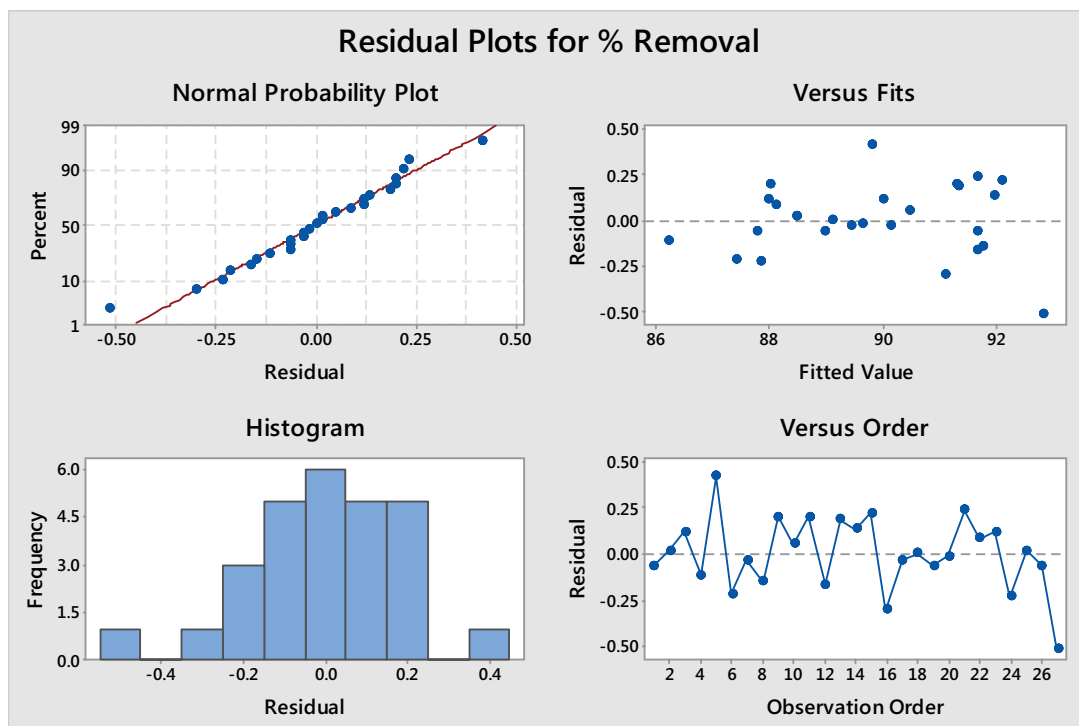 Residual Plots for % Removal
Normal Probability Plot
99
90
50
10
1
Percent
-0.50 -0.25 0.00 0.25 0.50
Residual
Versus Fits
0.50
0.25
0.00
-0.25
-0.50
Residual
86 88 90 92
Fitted Value
Histogram
6.0
4.5
3.0
1.5
0.0
Frequency
-0.4 -0.2 0.0 0.2 0.4
Residual
Versus Order
0.50
0.25
0.00
-0.25
-0.50
Residual
2 4 6 8 10 12 14 16 18 20 22 24 26
Observation Order